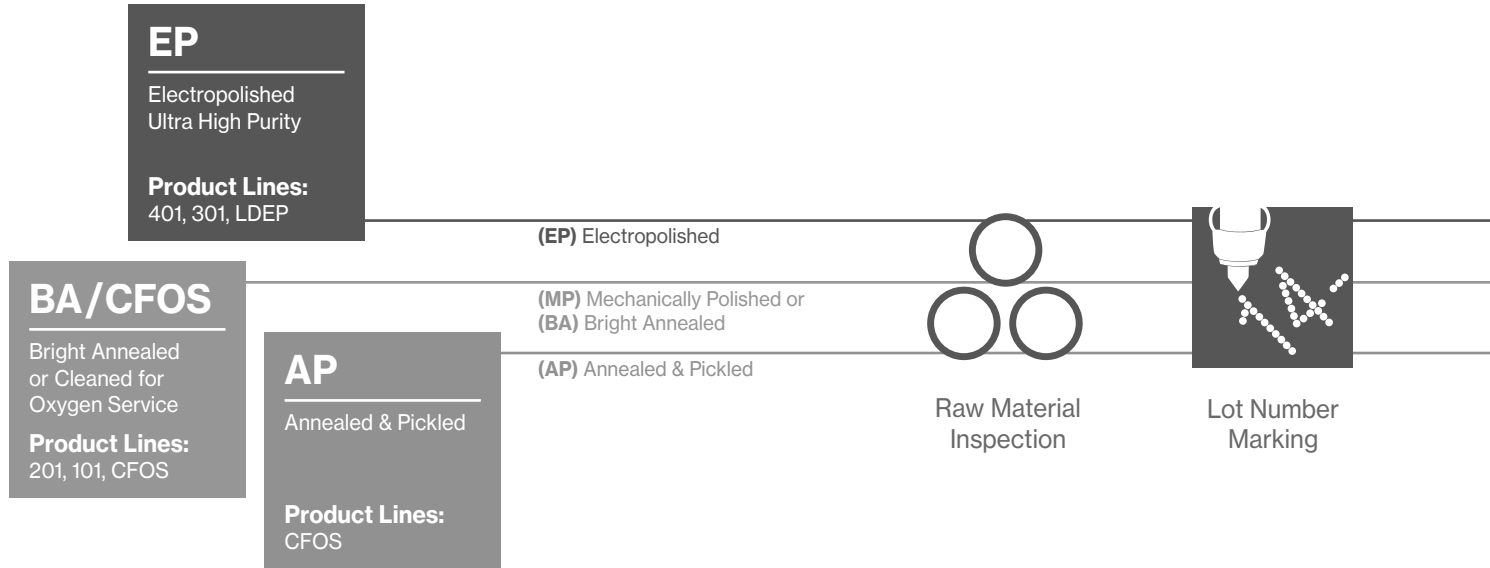 EP
Electropolished
Ultra High Purity
Product Lines:
401, 301, LDEP
BA/CFOS
Bright Annealed
or Cleaned for
Oxygen Service
Product Lines:
201, 101, CFOS
AP
Annealed & Pickled
Product Lines:
CFOS
(EP) Electropolished
(MP) Mechanically Polished or
(BA) Bright Annealed
(AP) Annealed & Pickled
Raw Material
Inspection
Lot Number
Marking